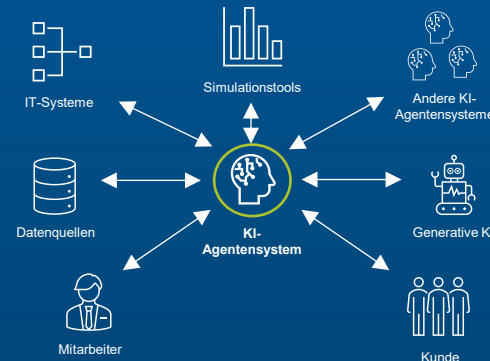 IT-Systeme
Simulationstools
Andere KI-
Agentensysteme
Datenquellen
KI-
Agentensystem
Generative K
Mitarbeiter
Kunde